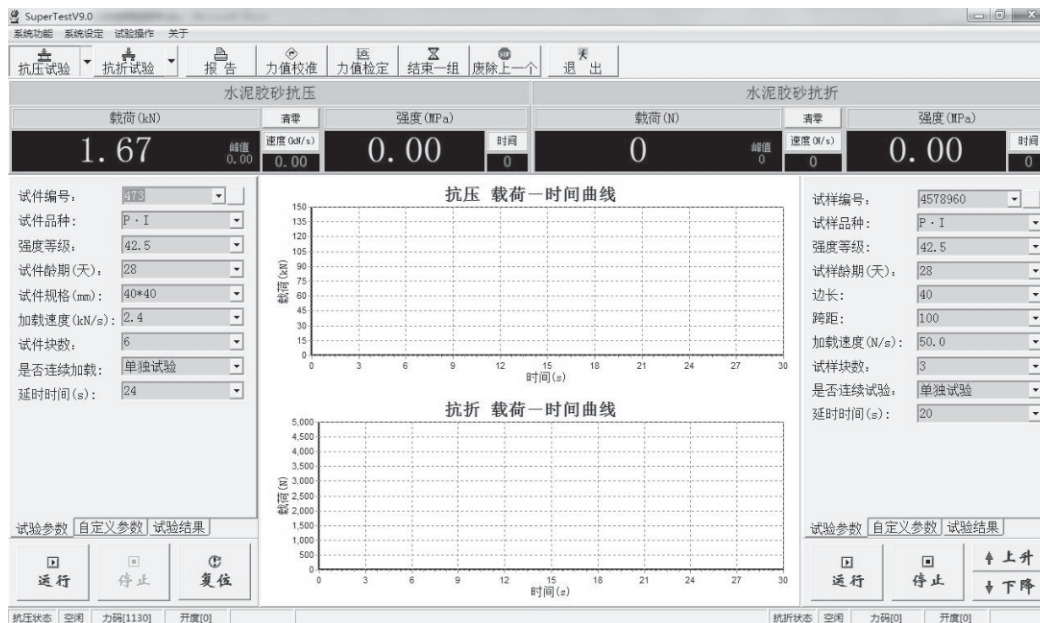 SuperTestV9.0
系统功能 系统设定 试验操作 关于
抗压试验 抗折试验 报告 力值校准 力值检定 结束一组 废除上一个 退出
水泥胶砂抗压 水泥胶砂抗折
载荷(kN) 清零 强度(MPa) 载荷(N) 清零 强度(MPa)
1.67 峰值 0.00 速度(kN/s) 0.00 0.00 时间 0 0 峰值 0 速度(N/s) 0 0.00 时间 0
试件编号: 473
试件品种: P·I
强度等级: 42.5
试件龄期(天): 28
试件规格(mm): 40*40
加载速度(kN/s): 2.4
试件块数: 6
是否连续加载: 单独试验
延时时间(s): 24
试验参数 自定义参数 试验结果
运行 停止 复位
抗压 载荷—时间曲线
载荷(kN)
150
135
120
105
90
75
60
45
30
15
0
0 3 6 9 12 15 18 21 24 27 30
时间(s)
抗折 载荷—时间曲线
载荷(N)
5,000
4,500
4,000
3,500
3,000
2,500
2,000
1,500
1,000
500
0
0 3 6 9 12 15 18 21 24 27 30
时间(s)
试样编号: 4578960
试样品种: P·I
强度等级: 42.5
试样龄期(天): 28
边长: 40
跨距: 100
加载速度(N/s): 50.0
试样块数: 3
是否连续试验: 单独试验
延时时间(s): 20
试验参数 自定义参数 试验结果
运行 停止 上升
下降
抗压状态 空闲 力码[1130] 开度[0] 抗折状态 空闲 力码[0] 开度[0]